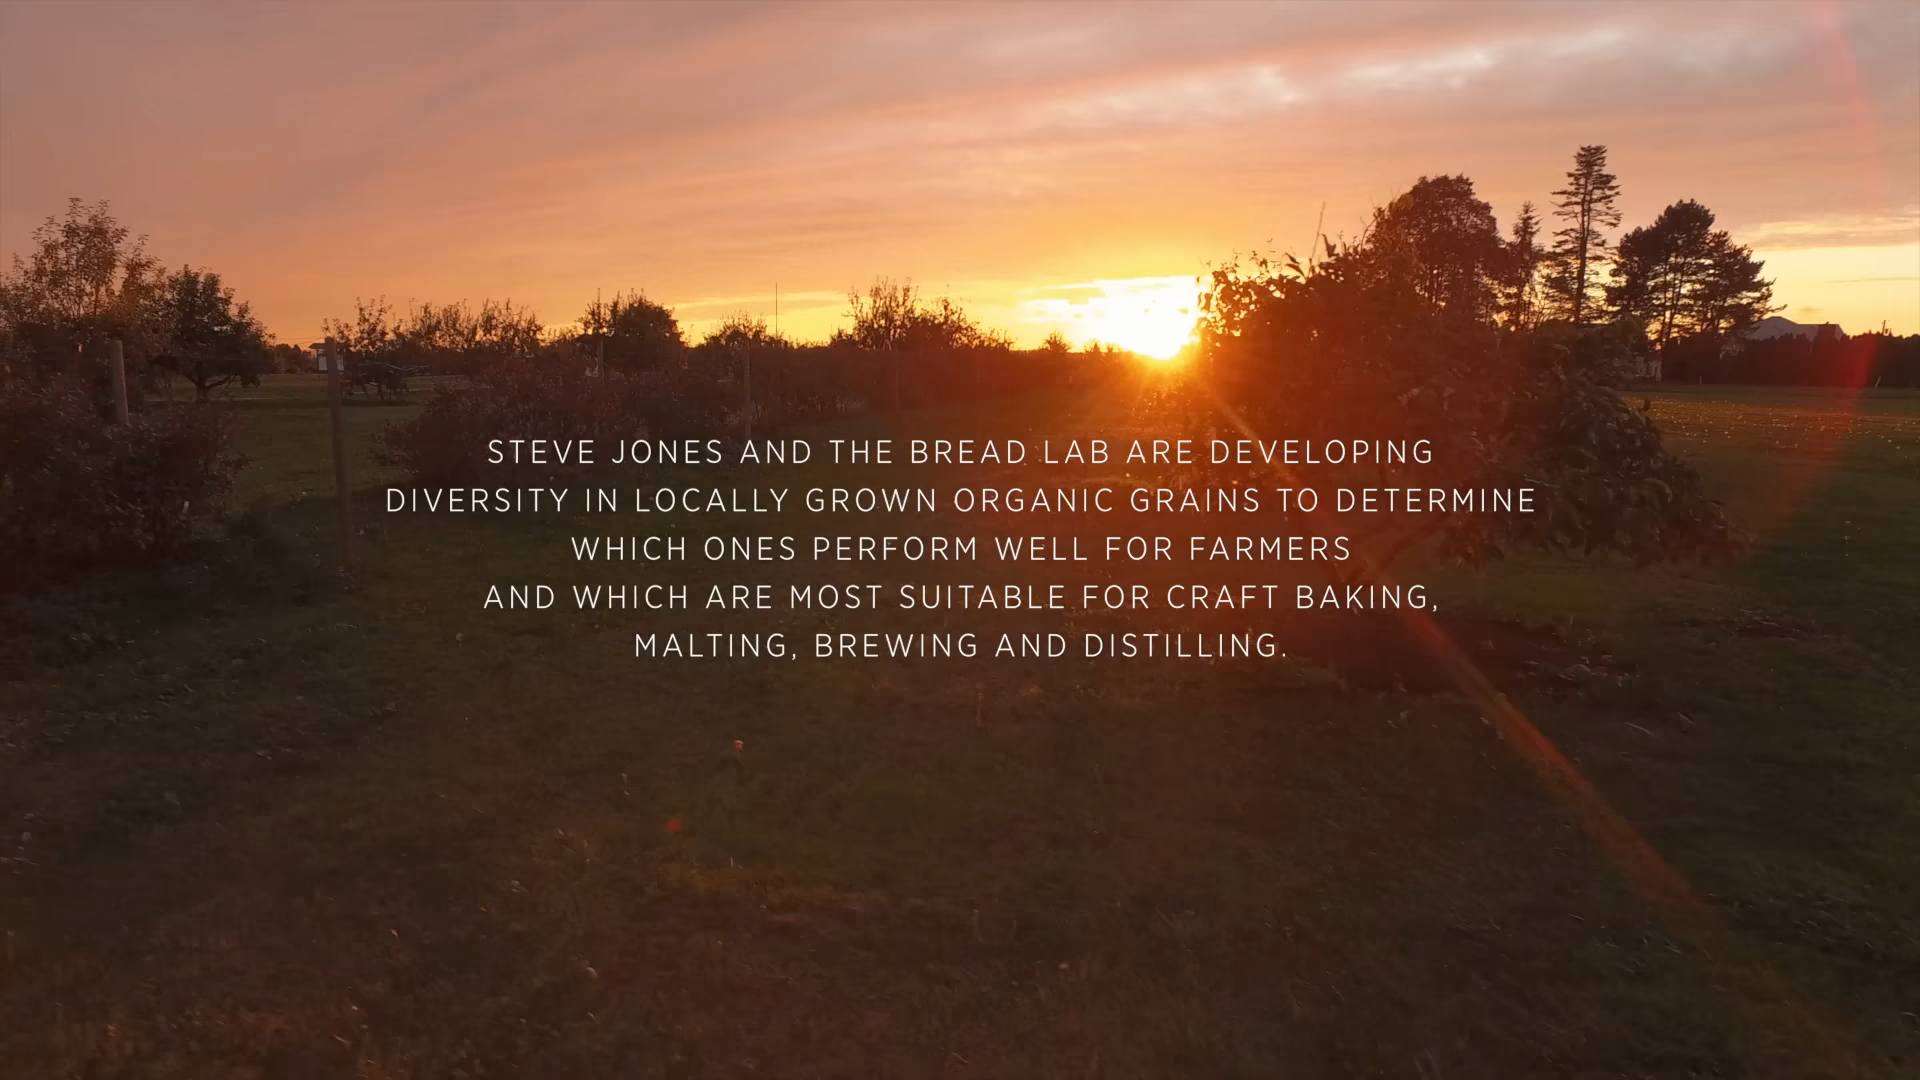 STEVE JONES AND THE BREAD LAB ARE DEVELOPING
DIVERSITY IN LOCALLY GROWN ORGANIC GRAINS TO DETERMINE
WHICH ONES PERFORM WELL FOR FARMERS
AND WHICH ARE MOST SUITABLE FOR CRAFT BAKING,
MALTING, BREWING AND DISTILLING.